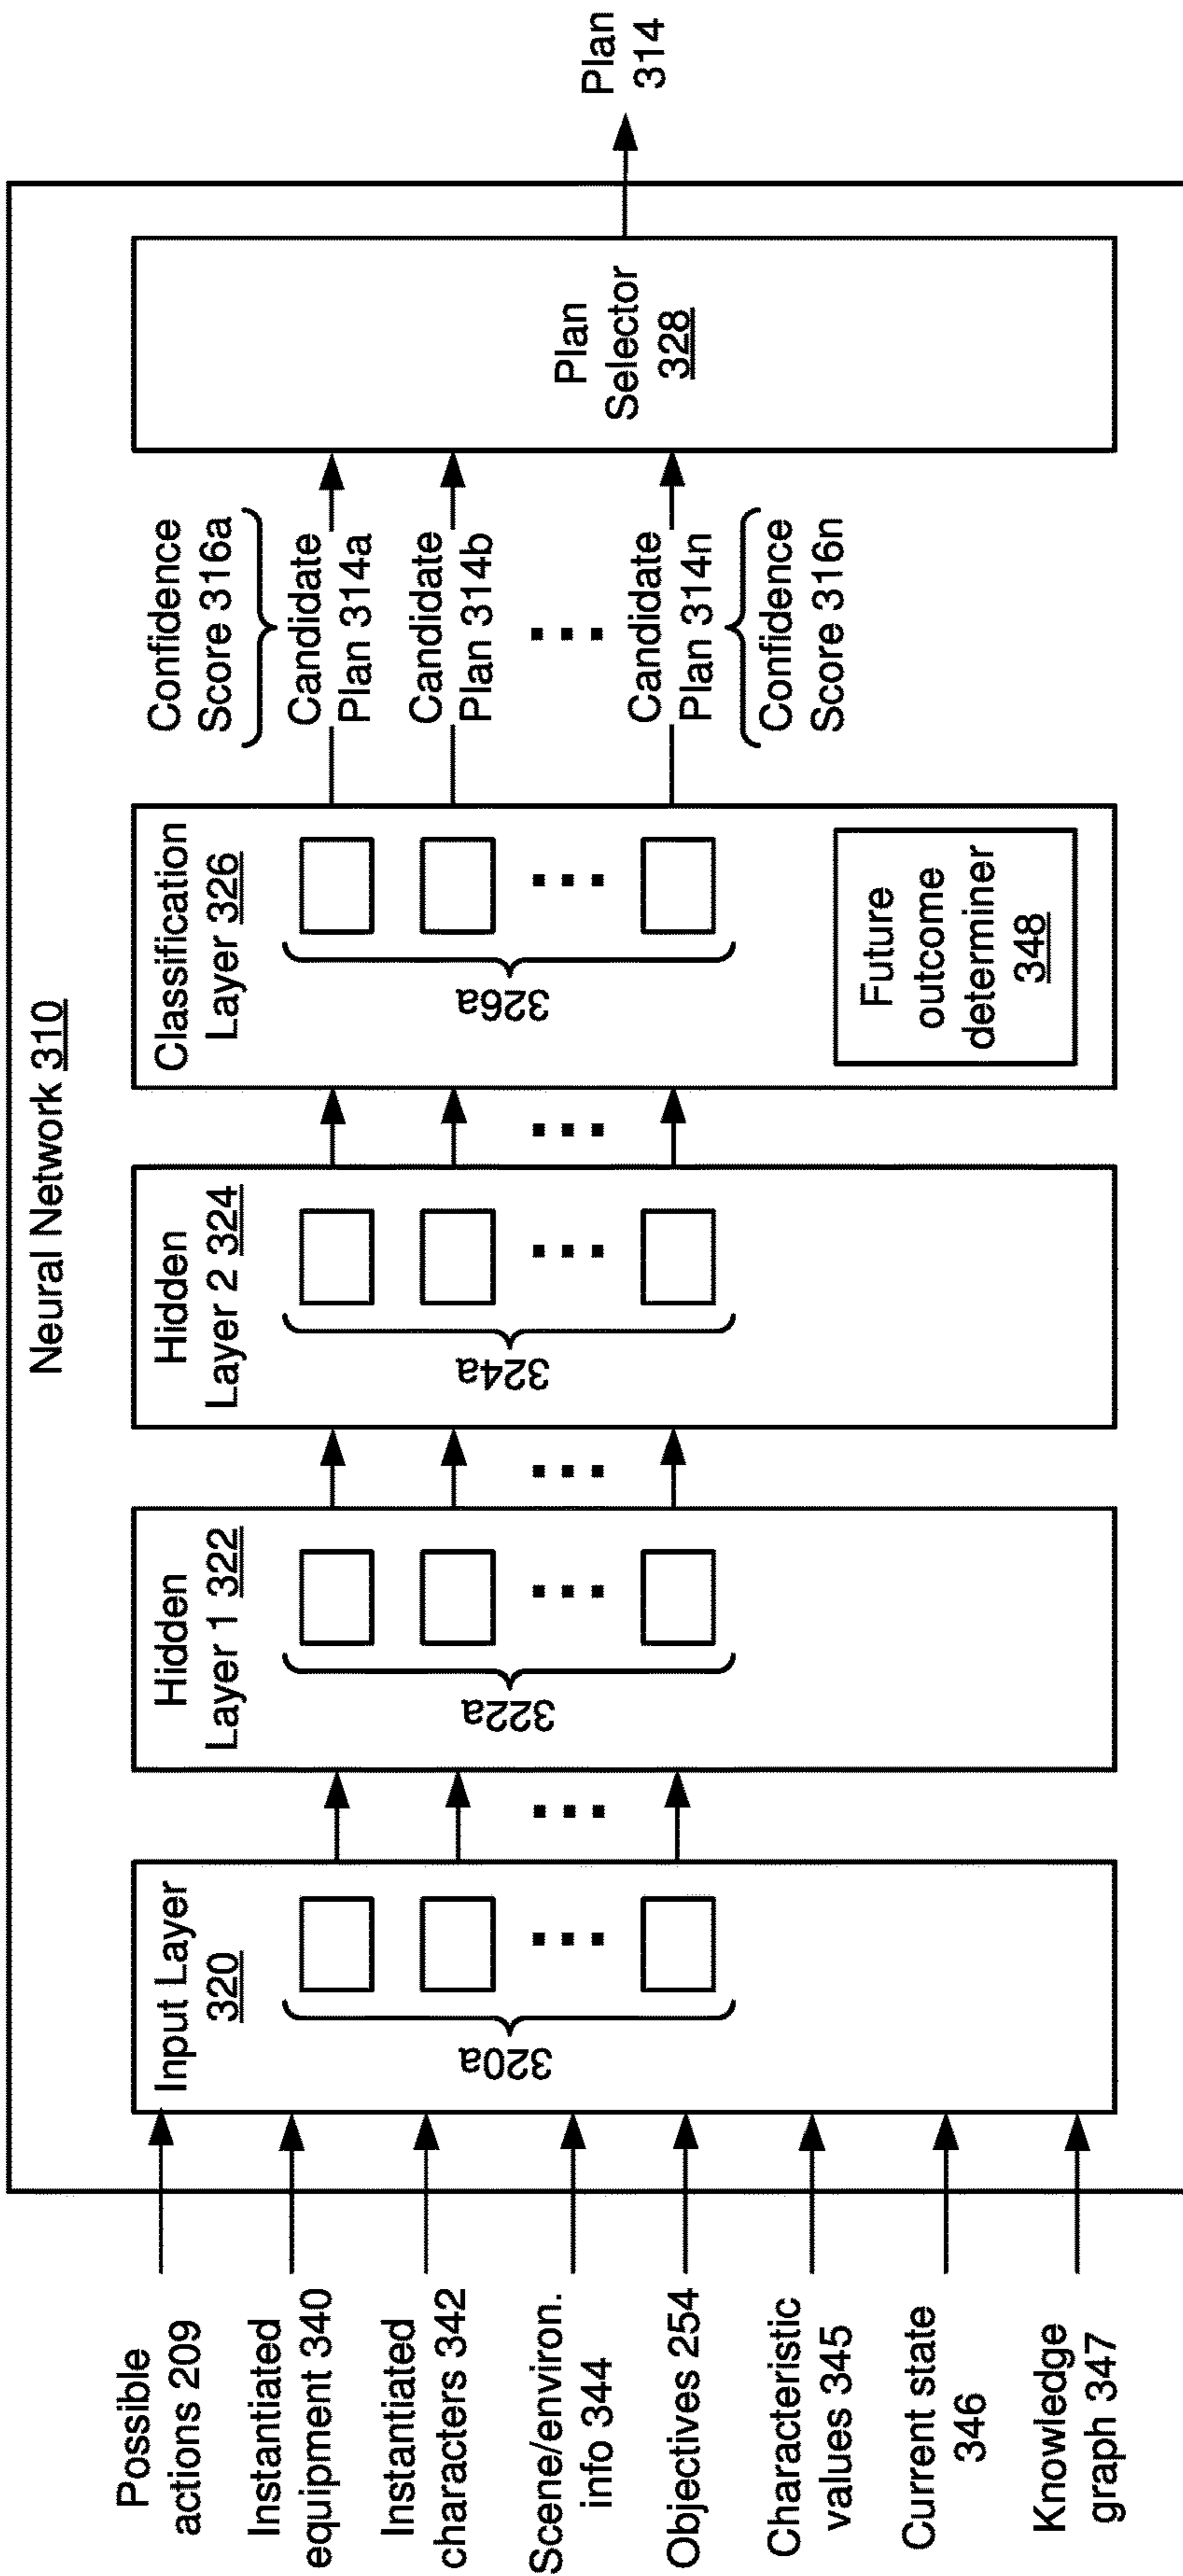 Neural Network 310
Possible
actions 209
Instantiated
equipment 340
Instantiated
characters 342
Scene/environ.
info 344
Objectives 254
Characteristic
values 345
Current state
346
Knowledge
graph 347
Input Layer
320
320a
Hidden
Layer 1 322
322a
Hidden
Layer 2 324
324a
Classification
Layer 326
326a
Future
outcome
determiner
348
Confidence
Score 316a
Candidate
Plan 314a
Candidate
Plan 314b
Candidate
Plan 314n
Confidence
Score 316n
Plan
Selector
328
Plan
314